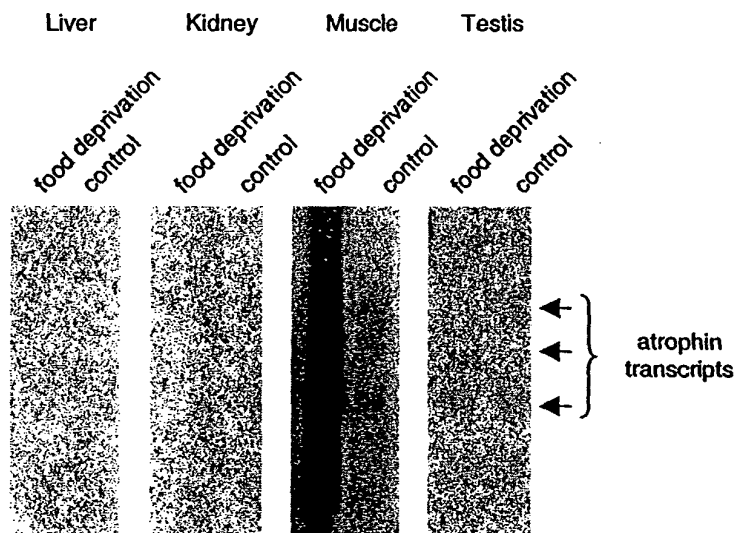 Liver
Kidney
Muscle
Testis
food deprivation
control
food deprivation
control
food deprivation
control
food deprivation
control
atrophin
transcripts